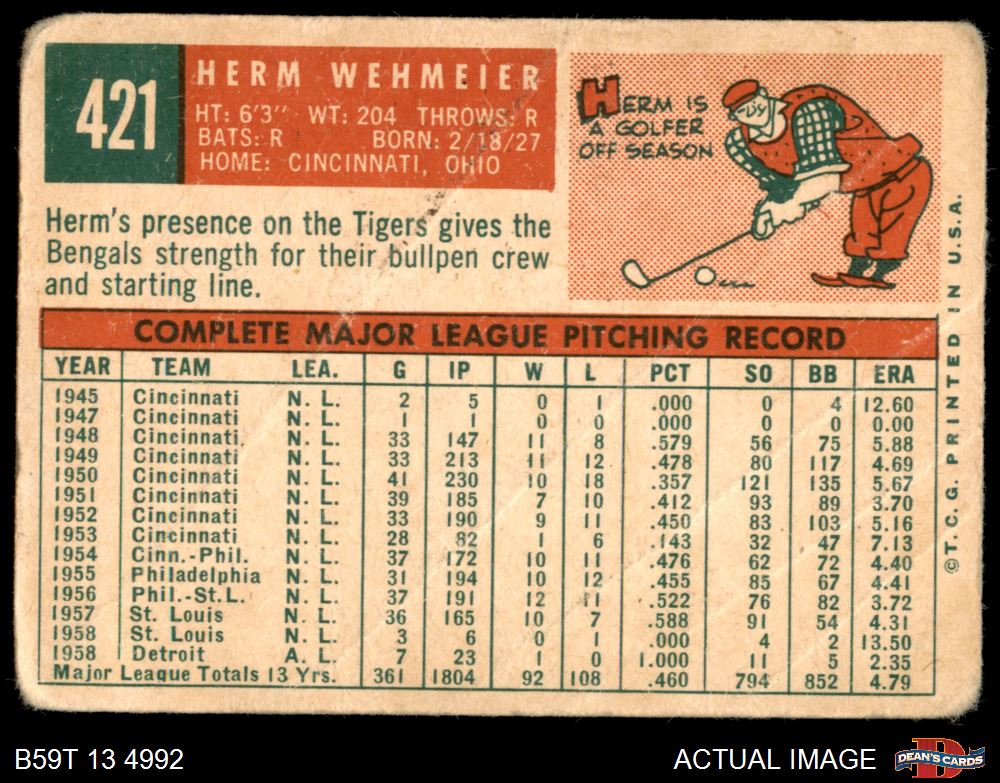 421
HERM WEHMEIER
HT: 6'3" WT: 204 THROWS: R
BATS: R BORN: 2/18/27
HOME: CINCINNATI, OHIO
HERM IS
A GOLFER
OFF SEASON
Herm's presence on the Tigers gives the
Bengals strength for their bullpen crew
and starting line.
COMPLETE MAJOR LEAGUE PITCHING RECORD
YEAR TEAM LEA. G IP W L PCT SO BB ERA
1945 Cincinnati N. L. 2 5 0 1 .000 0 4 12.60
1947 Cincinnati N. L. 1 1 0 0 .000 0 0 0.00
1948 Cincinnati N. L. 33 147 11 8 .579 56 75 5.88
1949 Cincinnati N. L. 33 213 11 12 .478 80 117 4.69
1950 Cincinnati N. L. 41 230 10 18 .357 121 135 5.67
1951 Cincinnati N. L. 39 185 7 10 .412 93 89 3.70
1952 Cincinnati N. L. 33 190 9 11 .450 83 103 5.16
1953 Cincinnati N. L. 28 82 1 6 .143 32 47 7.13
1954 Cinn.-Phil. N. L. 37 172 10 11 .476 62 72 4.40
1955 Philadelphia N. L. 31 194 10 12 .455 85 67 4.41
1956 Phil.-St.L. N. L. 37 191 12 11 .522 76 82 3.72
1957 St. Louis N. L. 36 165 10 7 .588 91 54 4.31
1958 St. Louis N. L. 3 6 0 1 .000 4 2 13.50
1958 Detroit A. L. 7 23 1 0 1.000 11 5 2.35
Major League Totals 13 Yrs. 361 1804 92 108 .460 794 852 4.79
©T. C. G. PRINTED IN U.S.A.
B59T 13 4992
ACTUAL IMAGE
D
DEAN'S CARDS